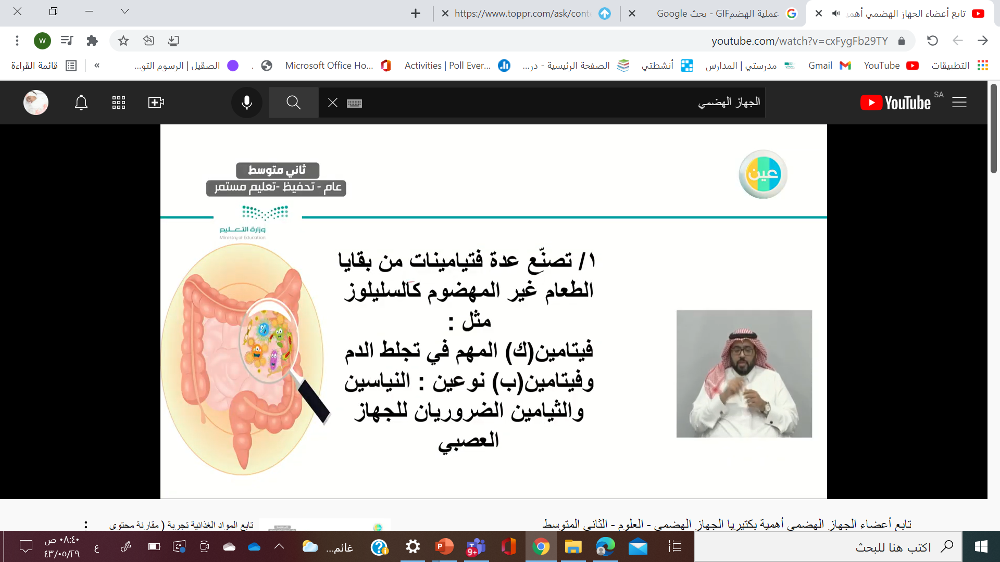 تابع أعضاء الجهاز الهضمي أهمي
عملية الهضمGIF - بحث Google
https://www.toppr.com/ask/conte
youtube.com/watch?v=cxFygFb29TY
W
التطبيقات
YouTube
Gmail
مدرستي | المدارس
أنشطتي
الصفحة الرئيسية - در...
Activities | Poll Ever...
Microsoft Office Ho...
.
الصقيل | الرسوم التو...
»
قائمة القراءة
YouTube SA
الجهاز الهضمي
ثاني متوسط
عام - تحفيظ -تعليم مستمر
عين
وزارة التعليم
Ministry of Education
١/ تصنّع عدة فتيامينات من بقايا
الطعام غير المهضوم كالسليلوز
مثل :
فيتامين(ك) المهم في تجلط الدم
وفيتامين(ب) نوعين : النياسين
والثيامين الضروريان للجهاز
العصبي
تابع أعضاء الجهاز الهضمي أهمية بكتيريا الجهاز الهضمي - العلوم - الثاني المتوسط
تابع المواد الغذائية تجربة ( مقارنة محتوى
اكتب هنا للبحث
9+
غائم...
ع
٠٨:٤٠ ص
٤٣/٠٥/٢٩